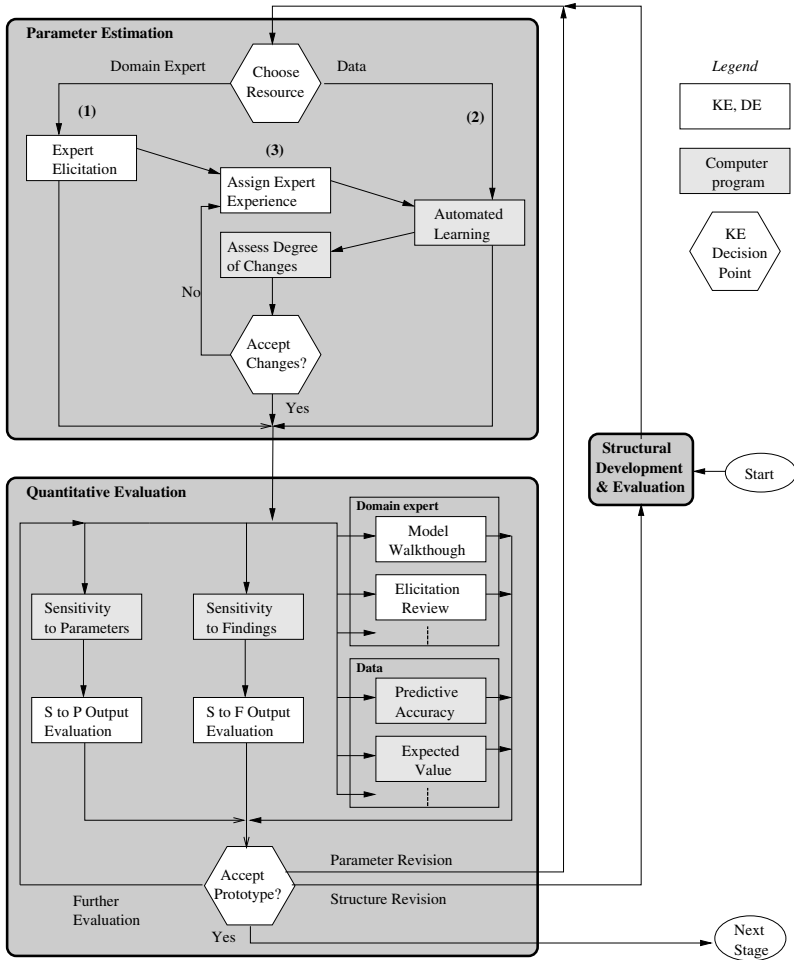 Parameter Estimation
Domain Expert
Choose
Resource
Data
(1)
(2)
Expert
Elicitation
(3)
Assign Expert
Experience
Automated
Learning
Assess Degree
of Changes
No
Accept
Changes?
Yes
Legend
KE, DE
Computer
program
KE
Decision
Point
Structural
Development
& Evaluation
Start
Quantitative Evaluation
Domain expert
Model
Walkthough
Elicitation
Review
Sensitivity
to Parameters
Sensitivity
to Findings
Data
Predictive
Accuracy
S to P Output
Evaluation
S to F Output
Evaluation
Expected
Value
Accept
Prototype?
Parameter Revision
Structure Revision
Further
Evaluation
Yes
Next
Stage